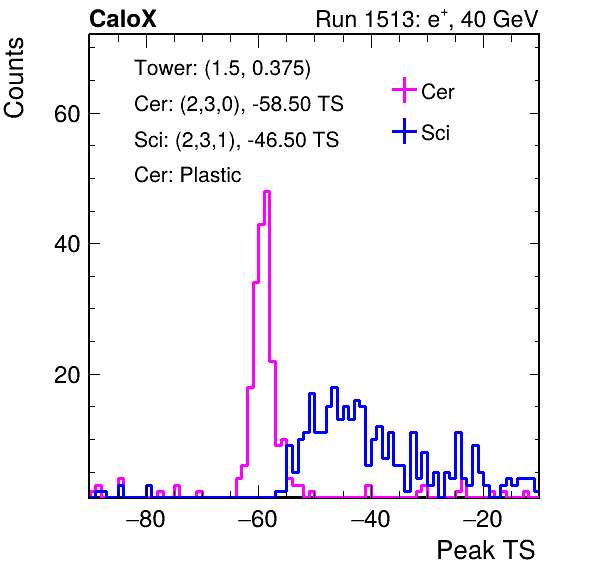 CaloX Run 1513: e⁺, 40 GeV
Counts
Tower: (1.5, 0.375)
Cer: (2,3,0), -58.50 TS
Sci: (2,3,1), -46.50 TS
Cer: Plastic
Cer
Sci
60
40
20
−80 −60 −40 −20
Peak TS